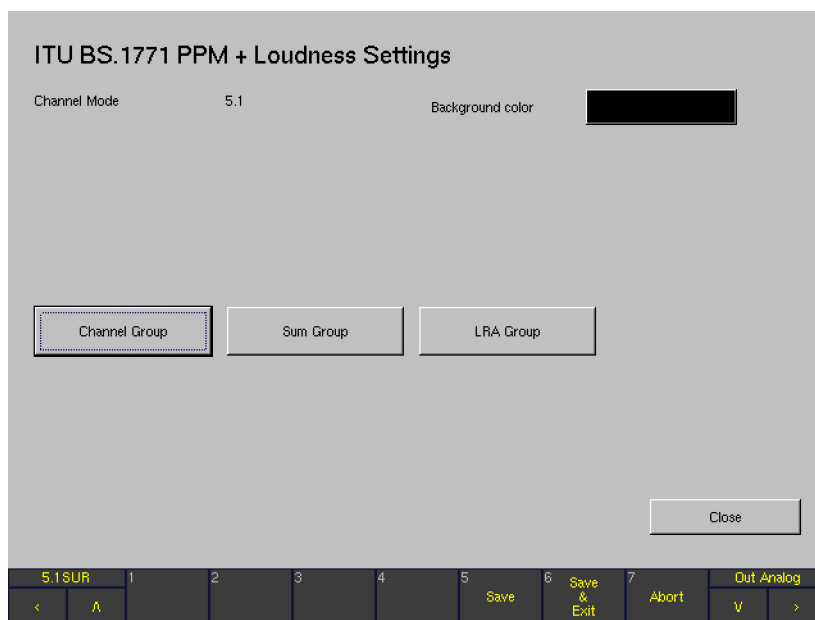 ITU BS.1771 PPM + Loudness Settings
Channel Mode 5.1 Background color
Channel Group Sum Group LRA Group
Close
5.1SUR 1 2 3 4 5 Save 6 Save & Exit 7 Abort Out Analog
< Λ V >